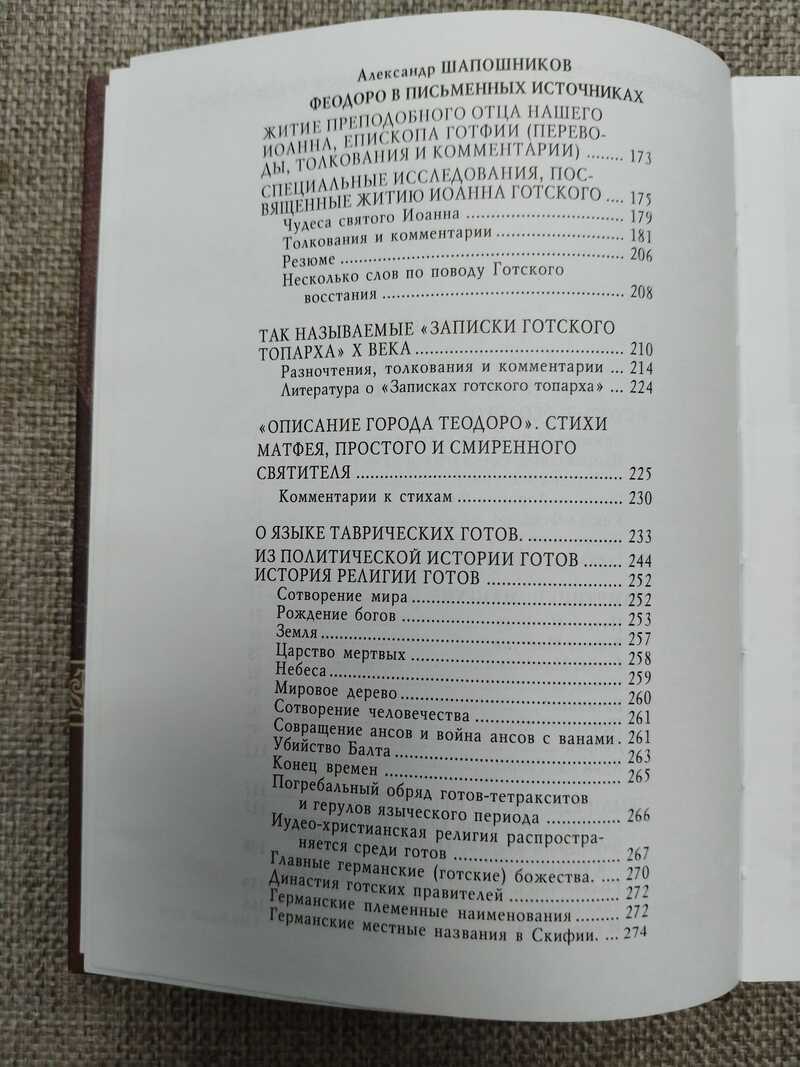 Александр ШАПОШНИКОВ
ФЕОДОРО В ПИСЬМЕННЫХ ИСТОЧНИКАХ
ЖИТИЕ ПРЕПОДОБНОГО ОТЦА НАШЕГО
ИОАННА, ЕПИСКОПА ГОТФИИ (ПЕРЕВО-
ДЫ, ТОЛКОВАНИЯ И КОММЕНТАРИИ) ........ 173
СПЕЦИАЛЬНЫЕ ИССЛЕДОВАНИЯ, ПОС-
ВЯЩЕННЫЕ ЖИТИЮ ИОАННА ГОТСКОГО .... 175
Чудеса святого Иоанна ........................... 179
Толкования и комментарии ...................... 181
Резюме ................................................ 206
Несколько слов по поводу Готского
восстания ......................................... 208
ТАК НАЗЫВАЕМЫЕ «ЗАПИСКИ ГОТСКОГО
ТОПАРХА» X ВЕКА .................................. 210
Разночтения, толкования и комментарии ... 214
Литература о «Записках готского топарха» ... 224
«ОПИСАНИЕ ГОРОДА ТЕОДОРО». СТИХИ
МАТФЕЯ, ПРОСТОГО И СМИРЕННОГО
СВЯТИТЕЛЯ ........................................... 225
Комментарии к стихам ........................... 230
О ЯЗЫКЕ ТАВРИЧЕСКИХ ГОТОВ. .................. 233
ИЗ ПОЛИТИЧЕСКОЙ ИСТОРИИ ГОТОВ ........ 244
ИСТОРИЯ РЕЛИГИИ ГОТОВ ...................... 252
Сотворение мира .................................. 252
Рождение богов .................................... 253
Земля ................................................. 257
Царство мертвых .................................. 258
Небеса ................................................ 259
Мировое дерево .................................... 260
Сотворение человечества ........................ 261
Совращение ансов и война ансов с ванами . 261
Убийство Балта ..................................... 263
Конец времен ....................................... 265
Погребальный обряд готов-тетракситов
и герулов языческого периода ............ 266
Иудео-христианская религия распростра-
няется среди готов ........................... 267
Главные германские (готские) божества. .... 270
Династия готских правителей .................. 272
Германские племенные наименования ........ 272
Германские местные названия в Скифии. ... 274